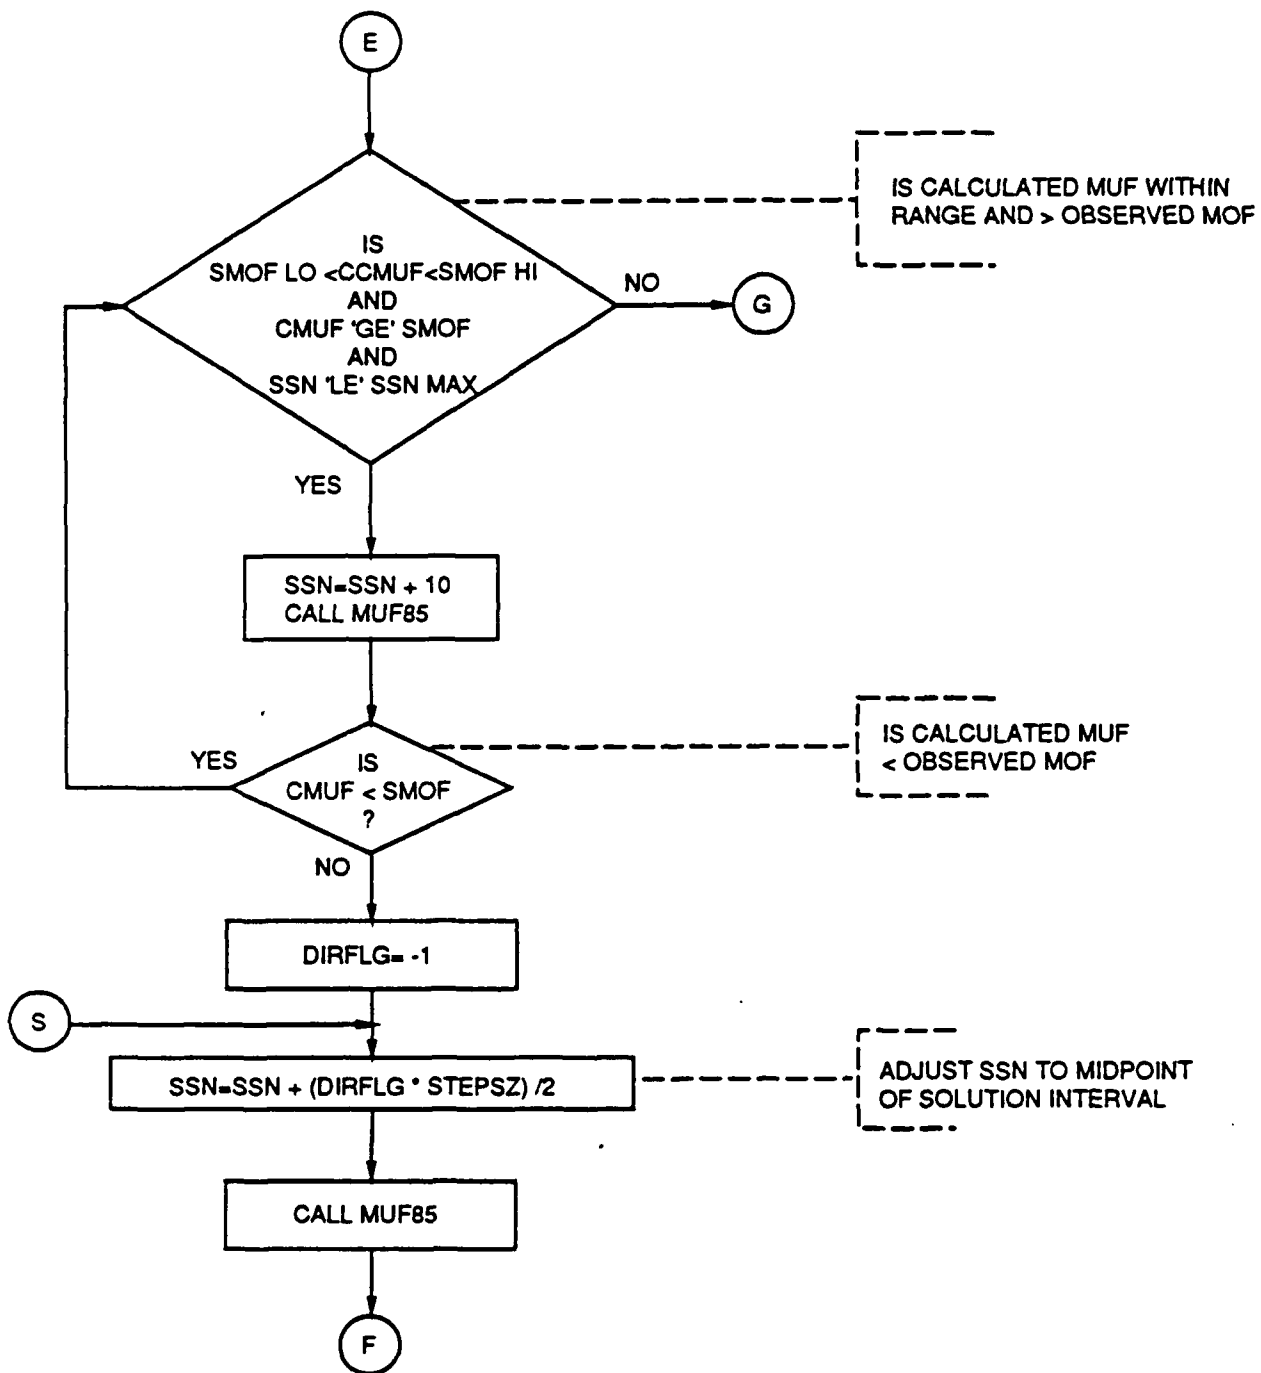 E
IS
SMOF LO <CCMUF<SMOF HI
AND
CMUF 'GE' SMOF
AND
SSN 'LE' SSN MAX
IS CALCULATED MUF WITHIN
RANGE AND > OBSERVED MOF
NO
G
YES
SSN=SSN + 10
CALL MUF85
YES
IS
CMUF < SMOF
?
IS CALCULATED MUF
< OBSERVED MOF
NO
DIRFLG= -1
S
SSN=SSN + (DIRFLG * STEPSZ) /2
ADJUST SSN TO MIDPOINT
OF SOLUTION INTERVAL
CALL MUF85
F